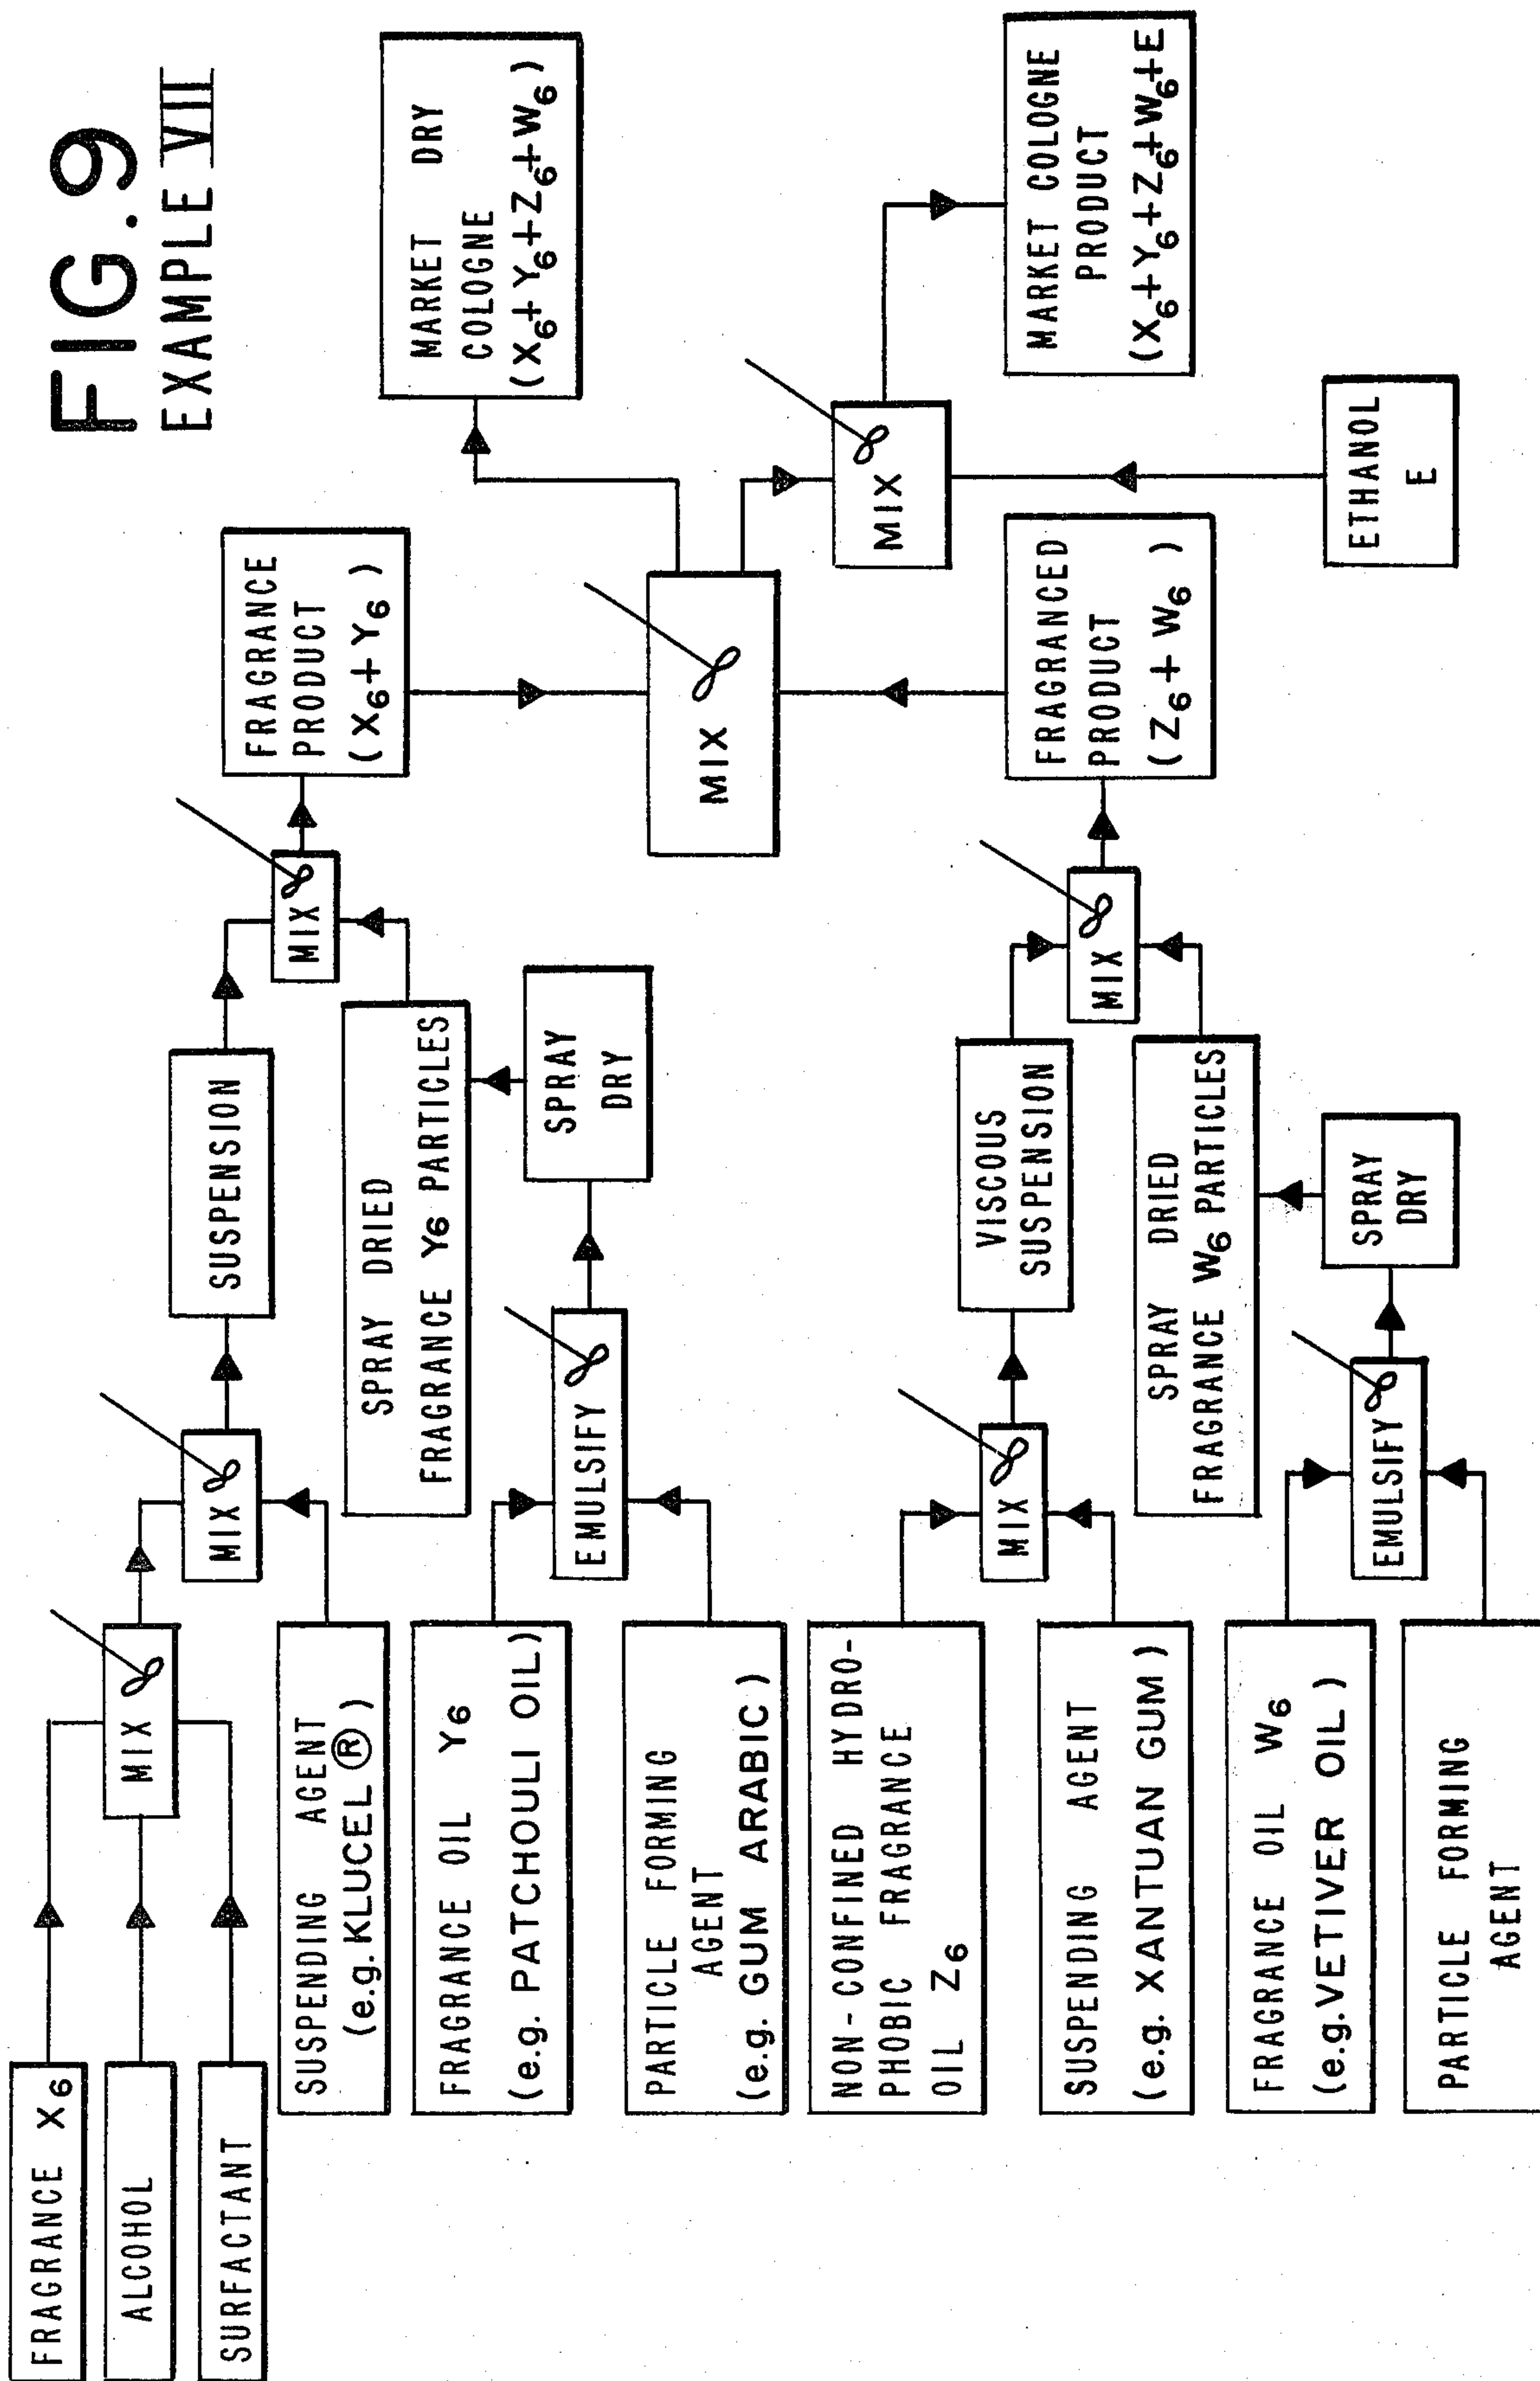 FIG.9
EXAMPLE VII
FRAGRANCE X6
ALCOHOL
SURFACTANT
MIX
SUSPENDING AGENT
(e.g. KLUCEL ®)
MIX
SUSPENSION
FRAGRANCE OIL Y6
(e.g. PATCHOULI OIL)
PARTICLE FORMING
AGENT
(e.g. GUM ARABIC)
EMULSIFY
SPRAY
DRY
SPRAY DRIED
FRAGRANCE Y6 PARTICLES
MIX
FRAGRANCE
PRODUCT
(X6+Y6)
NON-CONFINED HYDRO-
PHOBIC FRAGRANCE
OIL Z6
SUSPENDING AGENT
(e.g. XANTUAN GUM)
MIX
VISCOUS
SUSPENSION
FRAGRANCE OIL W6
(e.g. VETIVER OIL)
PARTICLE FORMING
AGENT
EMULSIFY
SPRAY
DRY
SPRAY DRIED
FRAGRANCE W6 PARTICLES
MIX
FRAGRANCED
PRODUCT
(Z6+W6)
MIX
MARKET DRY
COLOGNE
(X6+Y6+Z6+W6)
MIX
ETHANOL
E
MARKET COLOGNE
PRODUCT
(X6+Y6+Z6+W6+E